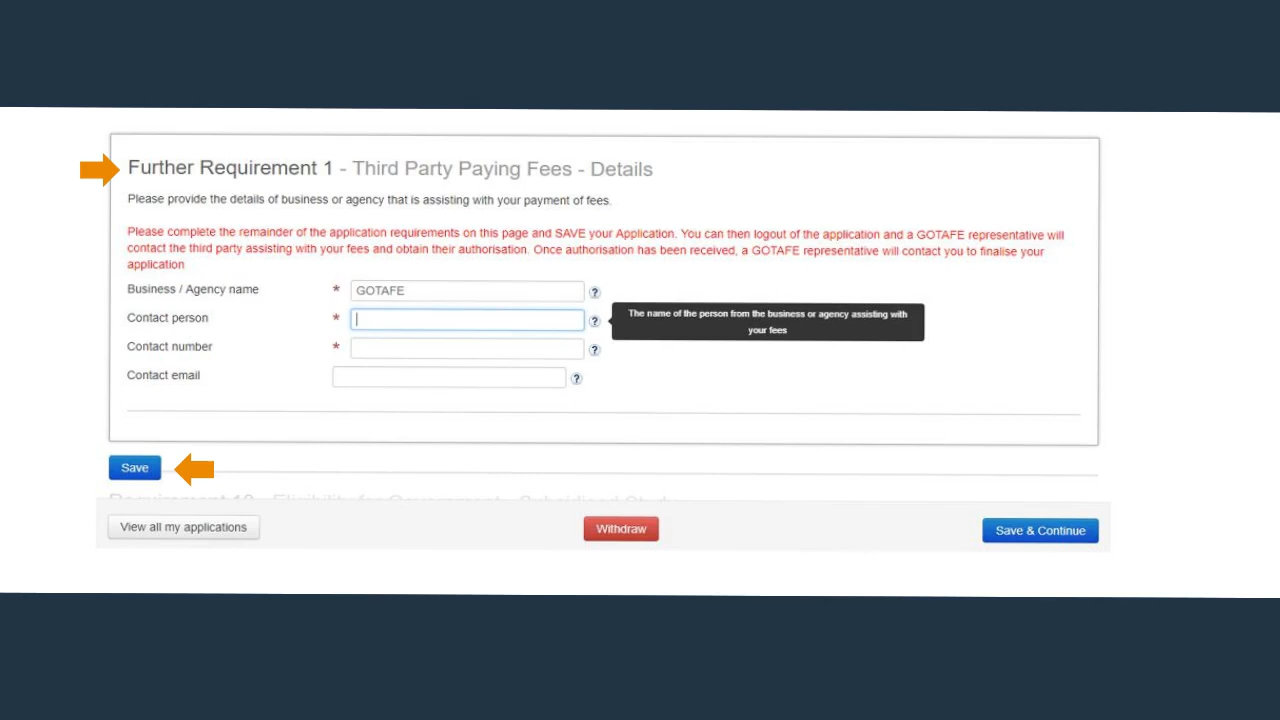 Further Requirement 1 - Third Party Paying Fees - Details
Please provide the details of business or agency that is assisting with your payment of fees.
Please complete the remainder of the application requirements on this page and SAVE your Application. You can then logout of the application and a GOTAFE representative will
contact the third party assisting with your fees and obtain their authorisation. Once authorisation has been received, a GOTAFE representative will contact you to finalise your
application
Business / Agency name * GOTAFE ?
Contact person * ? The name of the person from the business or agency assisting with
your fees
Contact number * ?
Contact email ?
Save
View all my applications Withdraw Save & Continue